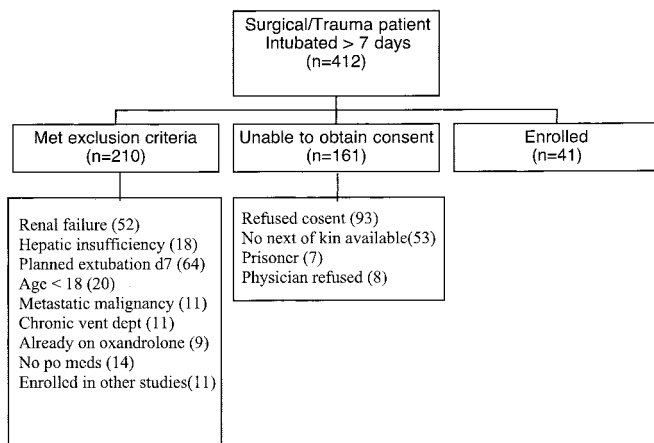 Surgical/Trauma patient
Intubated > 7 days
(n=412)
Met exclusion criteria
(n=210)
Unable to obtain consent
(n=161)
Enrolled
(n=41)
Renal failure (52)
Hepatic insufficiency (18)
Planned extubation d7 (64)
Age < 18 (20)
Metastatic malignancy (11)
Chronic vent dept (11)
Already on oxandrolone (9)
No po meds (14)
Enrolled in other studies(11)
Refused cosent (93)
No next of kin available(53)
Prisoner (7)
Physician refused (8)